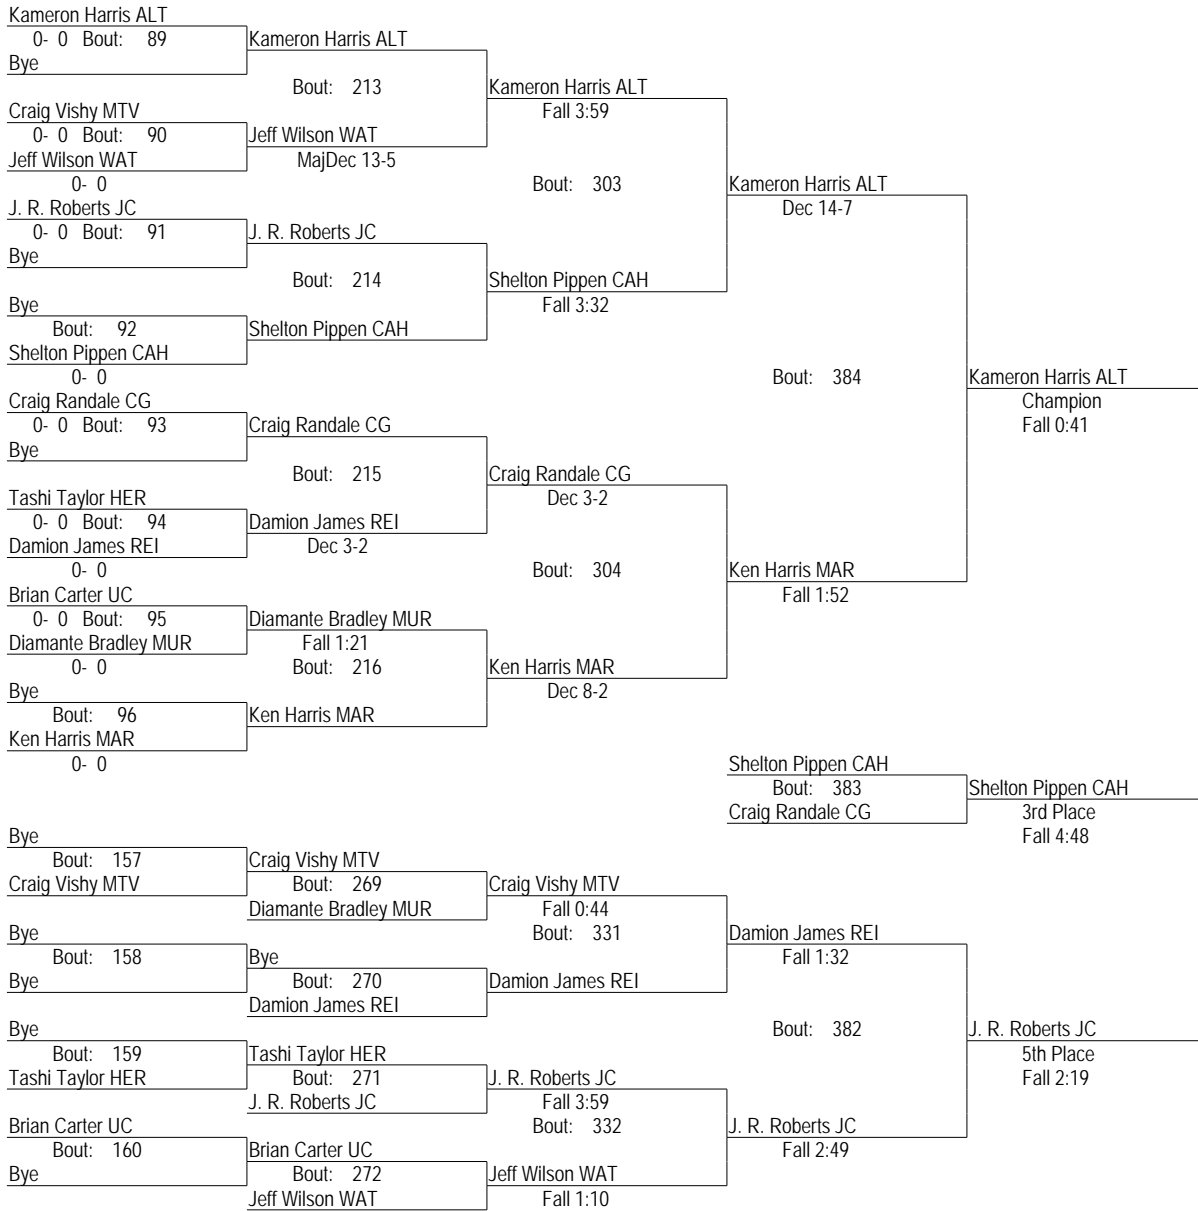 Kameron Harris ALT
0- 0 Bout: 89
Kameron Harris ALT
Bye
Bout: 213
Kameron Harris ALT
Craig Vishy MTV
Fall 3:59
0- 0 Bout: 90
Jeff Wilson WAT
Jeff Wilson WAT
MajDec 13-5
0- 0
Bout: 303
Kameron Harris ALT
J. R. Roberts JC
Dec 14-7
0- 0 Bout: 91
J. R. Roberts JC
Bye
Bout: 214
Shelton Pippen CAH
Bye
Fall 3:32
Bout: 92
Shelton Pippen CAH
Shelton Pippen CAH
0- 0
Bout: 384
Kameron Harris ALT
Craig Randale CG
Champion
0- 0 Bout: 93
Craig Randale CG
Fall 0:41
Bye
Bout: 215
Craig Randale CG
Tashi Taylor HER
Dec 3-2
0- 0 Bout: 94
Damion James REI
Damion James REI
Dec 3-2
0- 0
Bout: 304
Ken Harris MAR
Brian Carter UC
Fall 1:52
0- 0 Bout: 95
Diamante Bradley MUR
Diamante Bradley MUR
Fall 1:21
0- 0
Bout: 216
Ken Harris MAR
Bye
Dec 8-2
Bout: 96
Ken Harris MAR
Ken Harris MAR
0- 0
Shelton Pippen CAH
Bout: 383
Shelton Pippen CAH
Craig Randale CG
3rd Place
Bye
Fall 4:48
Bout: 157
Craig Vishy MTV
Craig Vishy MTV
Bout: 269
Craig Vishy MTV
Diamante Bradley MUR
Fall 0:44
Bye
Bout: 331
Damion James REI
Bout: 158
Bye
Fall 1:32
Bye
Bout: 270
Damion James REI
Damion James REI
Bye
Bout: 382
J. R. Roberts JC
Bout: 159
Tashi Taylor HER
5th Place
Tashi Taylor HER
Bout: 271
J. R. Roberts JC
Fall 2:19
J. R. Roberts JC
Fall 3:59
Brian Carter UC
Bout: 332
J. R. Roberts JC
Bout: 160
Brian Carter UC
Fall 2:49
Bye
Bout: 272
Jeff Wilson WAT
Jeff Wilson WAT
Fall 1:10